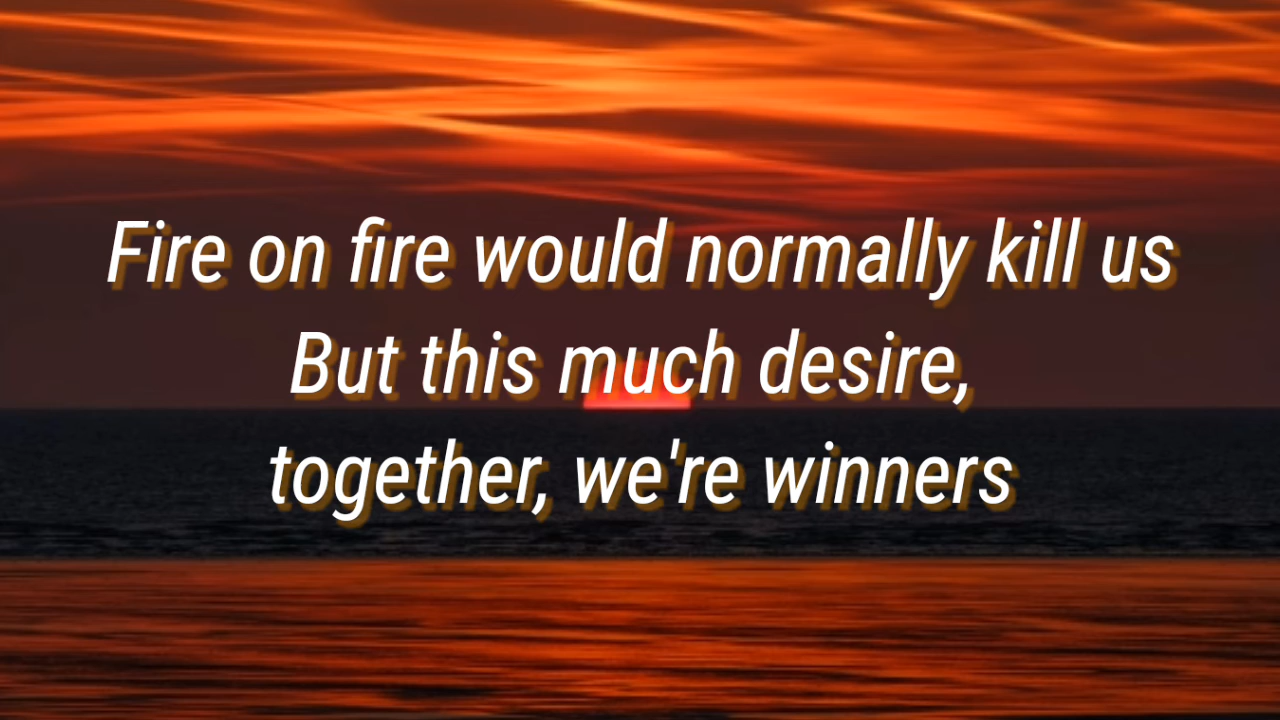 Fire on fire would normally kill us
But this much desire,
together, we're winners